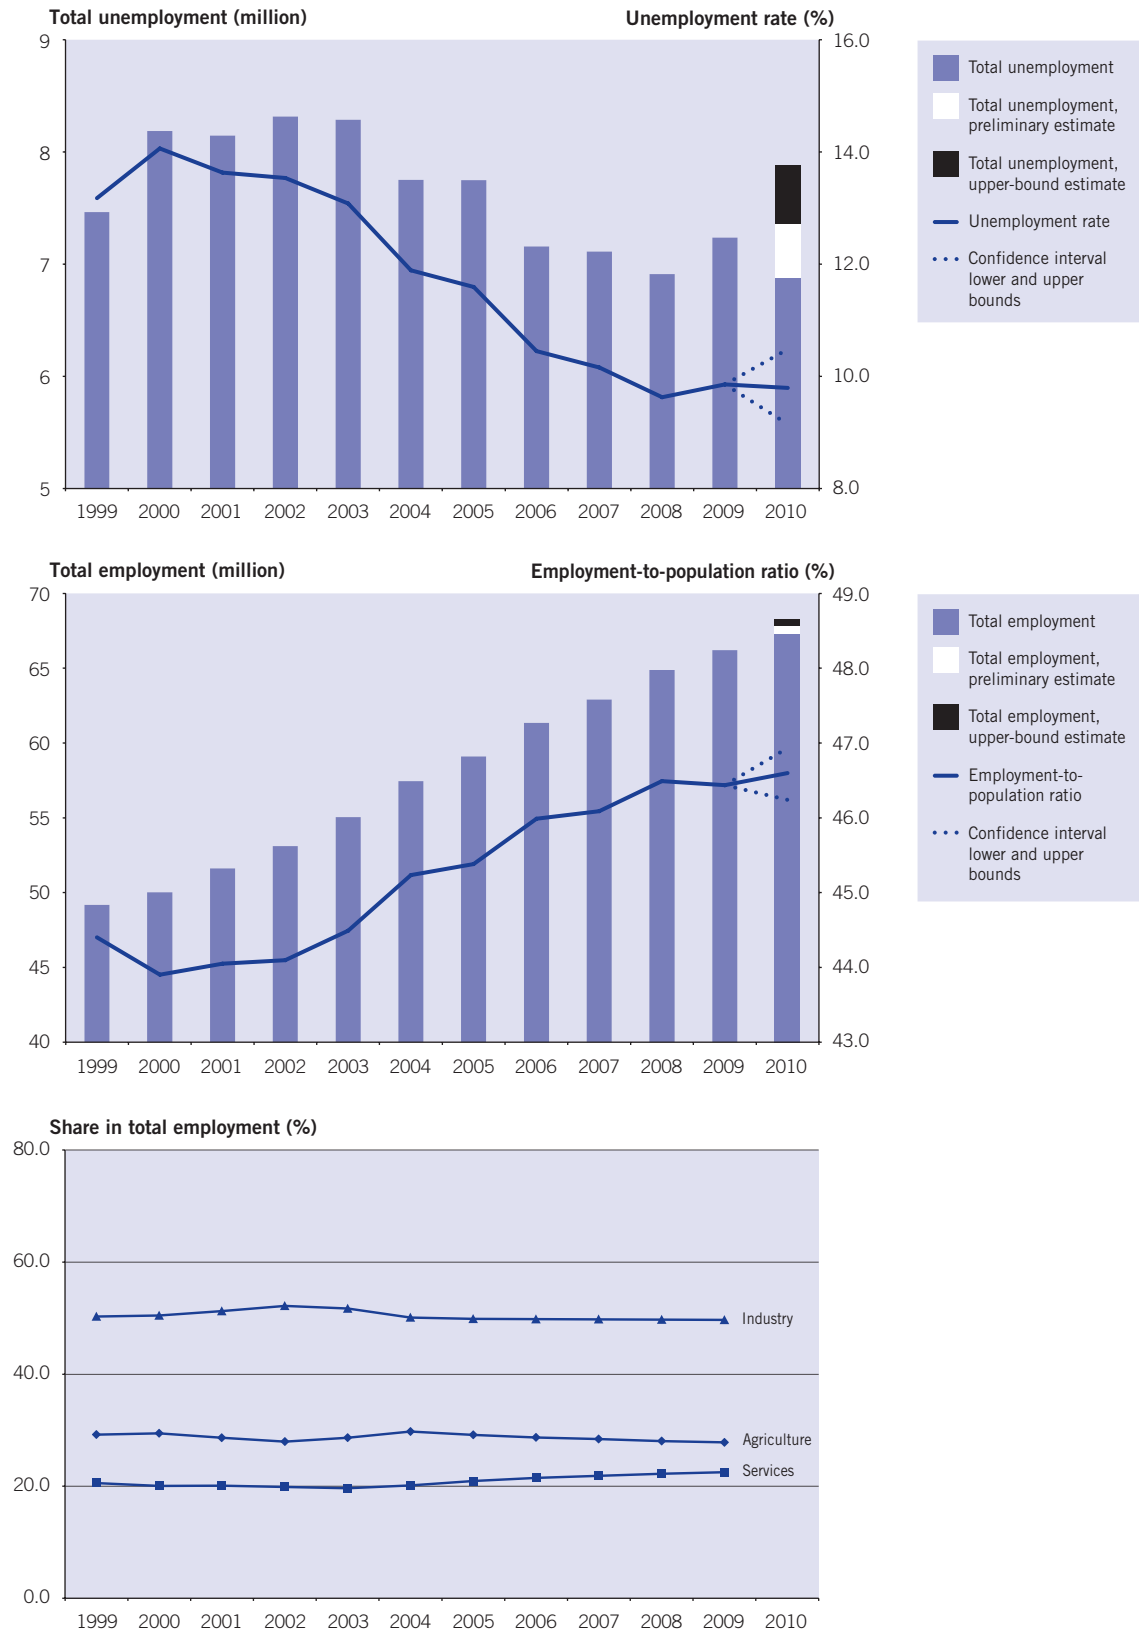 Total unemployment (million)
Unemployment rate (%)
9
8
7
6
5
16.0
14.0
12.0
10.0
8.0
1999 2000 2001 2002 2003 2004 2005 2006 2007 2008 2009 2010
Total unemployment
Total unemployment,
preliminary estimate
Total unemployment,
upper-bound estimate
Unemployment rate
Confidence interval
lower and upper
bounds
Total employment (million)
Employment-to-population ratio (%)
70
65
60
55
50
45
40
49.0
48.0
47.0
46.0
45.0
44.0
43.0
1999 2000 2001 2002 2003 2004 2005 2006 2007 2008 2009 2010
Total employment
Total employment,
preliminary estimate
Total employment,
upper-bound estimate
Employment-to-
population ratio
Confidence interval
lower and upper
bounds
Share in total employment (%)
80.0
60.0
40.0
20.0
0.0
Industry
Agriculture
Services
1999 2000 2001 2002 2003 2004 2005 2006 2007 2008 2009 2010